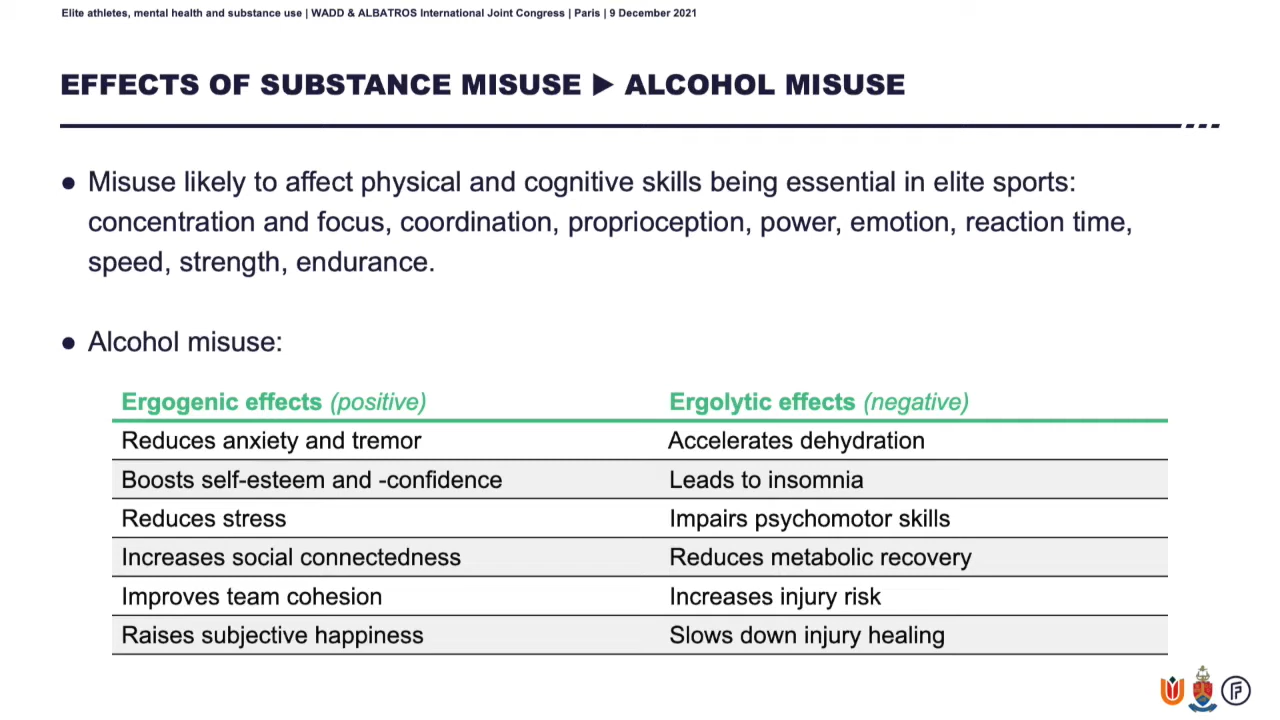 Elite athletes, mental health and substance use | WADD & ALBATROS International Joint Congress | Paris | 9 December 2021
EFFECTS OF SUBSTANCE MISUSE ► ALCOHOL MISUSE
● Misuse likely to affect physical and cognitive skills being essential in elite sports:
concentration and focus, coordination, proprioception, power, emotion, reaction time,
speed, strength, endurance.
● Alcohol misuse:
Ergogenic effects (positive) Ergolytic effects (negative)
Reduces anxiety and tremor Accelerates dehydration
Boosts self-esteem and -confidence Leads to insomnia
Reduces stress Impairs psychomotor skills
Increases social connectedness Reduces metabolic recovery
Improves team cohesion Increases injury risk
Raises subjective happiness Slows down injury healing